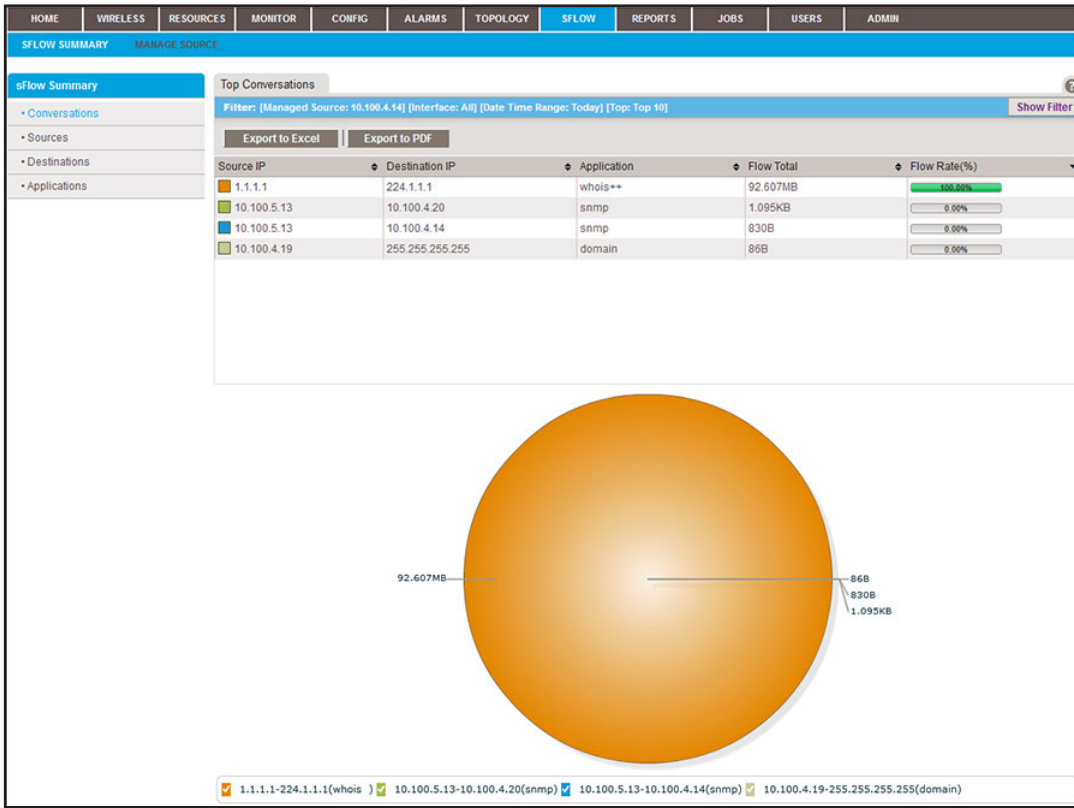 HOME WIRELESS RESOURCES MONITOR CONFIG ALARMS TOPOLOGY SFLOW REPORTS JOBS USERS ADMIN
SFLOW SUMMARY MANAGE SOURCE
sFlow Summary
• Conversations
• Sources
• Destinations
• Applications
Top Conversations
?
Filter: [Managed Source: 10.100.4.14] [Interface: All] [Date Time Range: Today] [Top: Top 10]
Show Filter
Export to Excel Export to PDF
Source IP Destination IP Application Flow Total Flow Rate(%)
1.1.1.1 224.1.1.1 whois++ 92.607MB 100.00%
10.100.5.13 10.100.4.20 snmp 1.095KB 0.00%
10.100.5.13 10.100.4.14 snmp 830B 0.00%
10.100.4.19 255.255.255.255 domain 86B 0.00%
92.607MB
86B
830B
1.095KB
1.1.1.1-224.1.1.1(whois ) 10.100.5.13-10.100.4.20(snmp) 10.100.5.13-10.100.4.14(snmp) 10.100.4.19-255.255.255.255(domain)